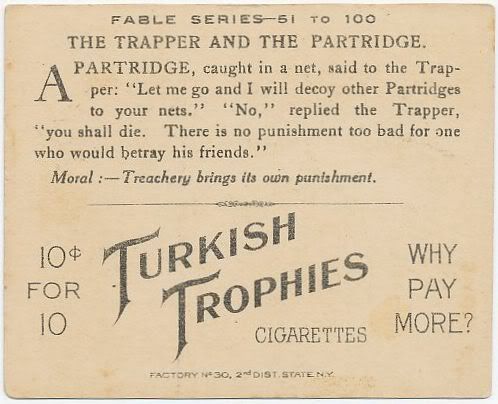 FABLE SERIES—51 TO 100
THE TRAPPER AND THE PARTRIDGE.
A PARTRIDGE, caught in a net, said to the Trap-
per: "Let me go and I will decoy other Partridges
to your nets." "No," replied the Trapper,
"you shall die. There is no punishment too bad for one
who would betray his friends."
Moral:—Treachery brings its own punishment.
10¢
FOR
10
TURKISH
TROPHIES
CIGARETTES
WHY
PAY
MORE?
FACTORY Nº 30, 2nd DIST. STATE N.Y.